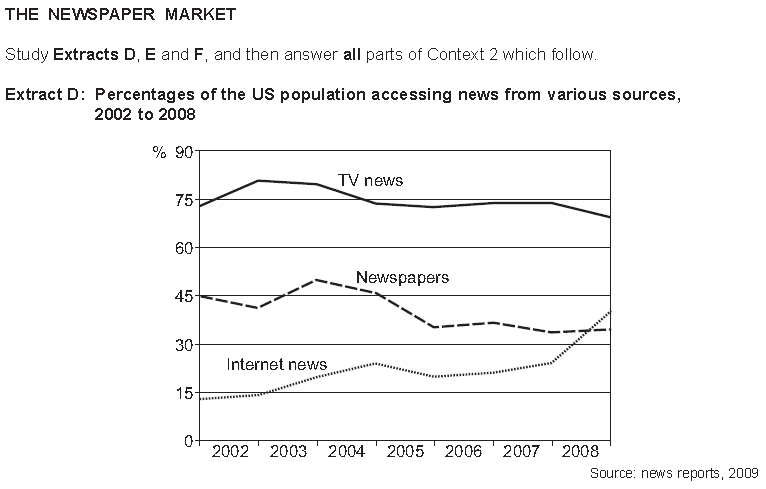 THE NEWSPAPER MARKET
Study Extracts D, E and F, and then answer all parts of Context 2 which follow.
Extract D: Percentages of the US population accessing news from various sources,
2002 to 2008
% 90
75
60
45
30
15
0
TV news
Newspapers
Internet news
2002 2003 2004 2005 2006 2007 2008
Source: news reports, 2009